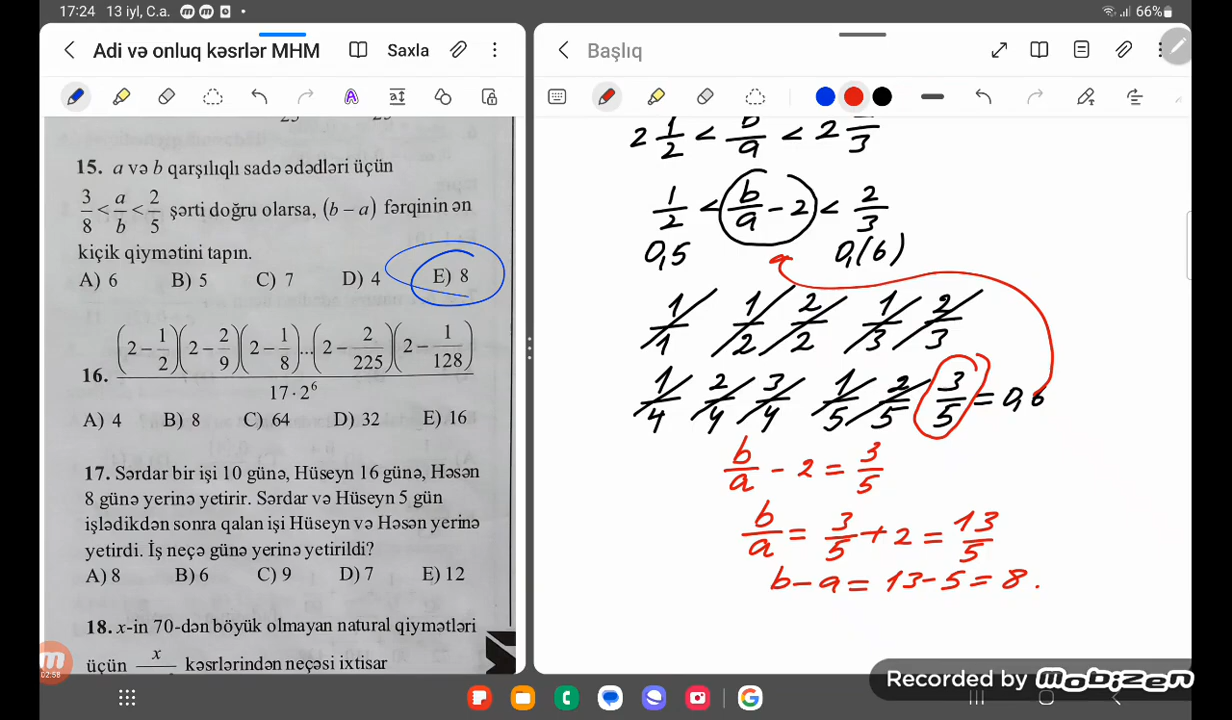 17:24 13 iyl, C.a.
66%
Adi və onluq kəsrlər MHM
Saxla
Başlıq
15. a və b qarşılıqlı sadə ədədləri üçün
3/8 < a/b < 2/5 şərti doğru olarsa, (b – a) fərqinin ən
kiçik qiymətini tapın.
A) 6 B) 5 C) 7 D) 4 E) 8
16. (2 – 1/2)(2 – 2/9)(2 – 1/8)...(2 – 2/225)(2 – 1/128) / 17 · 2⁶
A) 4 B) 8 C) 64 D) 32 E) 16
17. Sərdar bir işi 10 günə, Hüseyn 16 günə, Həsən
8 günə yerinə yetirir. Sərdar və Hüseyn 5 gün
işlədikdən sonra qalan işi Hüseyn və Həsən yerinə
yetirdi. İş neçə günə yerinə yetirildi?
A) 8 B) 6 C) 9 D) 7 E) 12
18. x-in 70-dən böyük olmayan natural qiymətləri
üçün x kəsrlərindən neçəsi ixtisar
02:58
2 1/2 < b/a < 2 /3
1/2 < b/a – 2 < 2/3
0,5 0,(6)
1/1 1/2 2/2 1/3 2/3
1/4 2/4 3/4 1/5 2/5 3/5 = 0,6
b/a – 2 = 3/5
b/a = 3/5 + 2 = 13/5
b – a = 13 – 5 = 8.
Recorded by mobizen